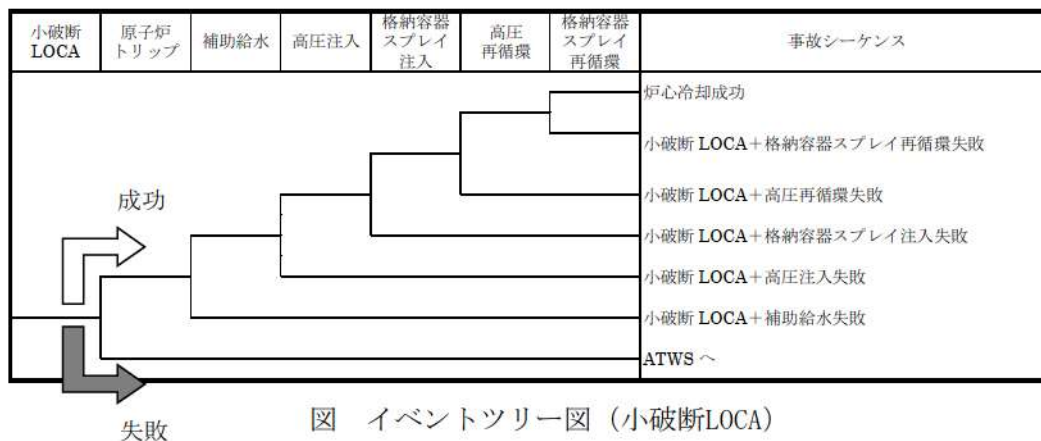 小破断
LOCA
原子炉
トリップ
補助給水
高圧注入
格納容器
スプレイ
注入
高圧
再循環
格納容器
スプレイ
再循環
事故シーケンス
炉心冷却成功
小破断 LOCA＋格納容器スプレイ再循環失敗
小破断 LOCA＋高圧再循環失敗
成功
小破断 LOCA＋格納容器スプレイ注入失敗
小破断 LOCA＋高圧注入失敗
小破断 LOCA＋補助給水失敗
ATWS へ
失敗
図　イベントツリー図（小破断LOCA）